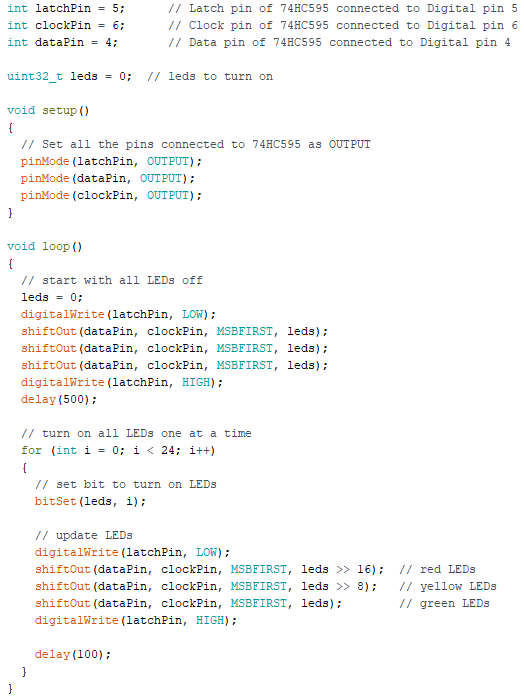 int latchPin = 5;      // Latch pin of 74HC595 connected to Digital pin 5
int clockPin = 6;      // Clock pin of 74HC595 connected to Digital pin 6
int dataPin = 4;       // Data pin of 74HC595 connected to Digital pin 4

uint32_t leds = 0;  // leds to turn on

void setup()
{
  // Set all the pins connected to 74HC595 as OUTPUT
  pinMode(latchPin, OUTPUT);
  pinMode(dataPin, OUTPUT);
  pinMode(clockPin, OUTPUT);
}

void loop()
{
  // start with all LEDs off
  leds = 0;
  digitalWrite(latchPin, LOW);
  shiftOut(dataPin, clockPin, MSBFIRST, leds);
  shiftOut(dataPin, clockPin, MSBFIRST, leds);
  shiftOut(dataPin, clockPin, MSBFIRST, leds);
  digitalWrite(latchPin, HIGH);
  delay(500);

  // turn on all LEDs one at a time
  for (int i = 0; i < 24; i++)
  {
    // set bit to turn on LEDs
    bitSet(leds, i);

    // update LEDs
    digitalWrite(latchPin, LOW);
    shiftOut(dataPin, clockPin, MSBFIRST, leds >> 16);  // red LEDs
    shiftOut(dataPin, clockPin, MSBFIRST, leds >> 8);   // yellow LEDs
    shiftOut(dataPin, clockPin, MSBFIRST, leds);        // green LEDs
    digitalWrite(latchPin, HIGH);

    delay(100);
  }
}